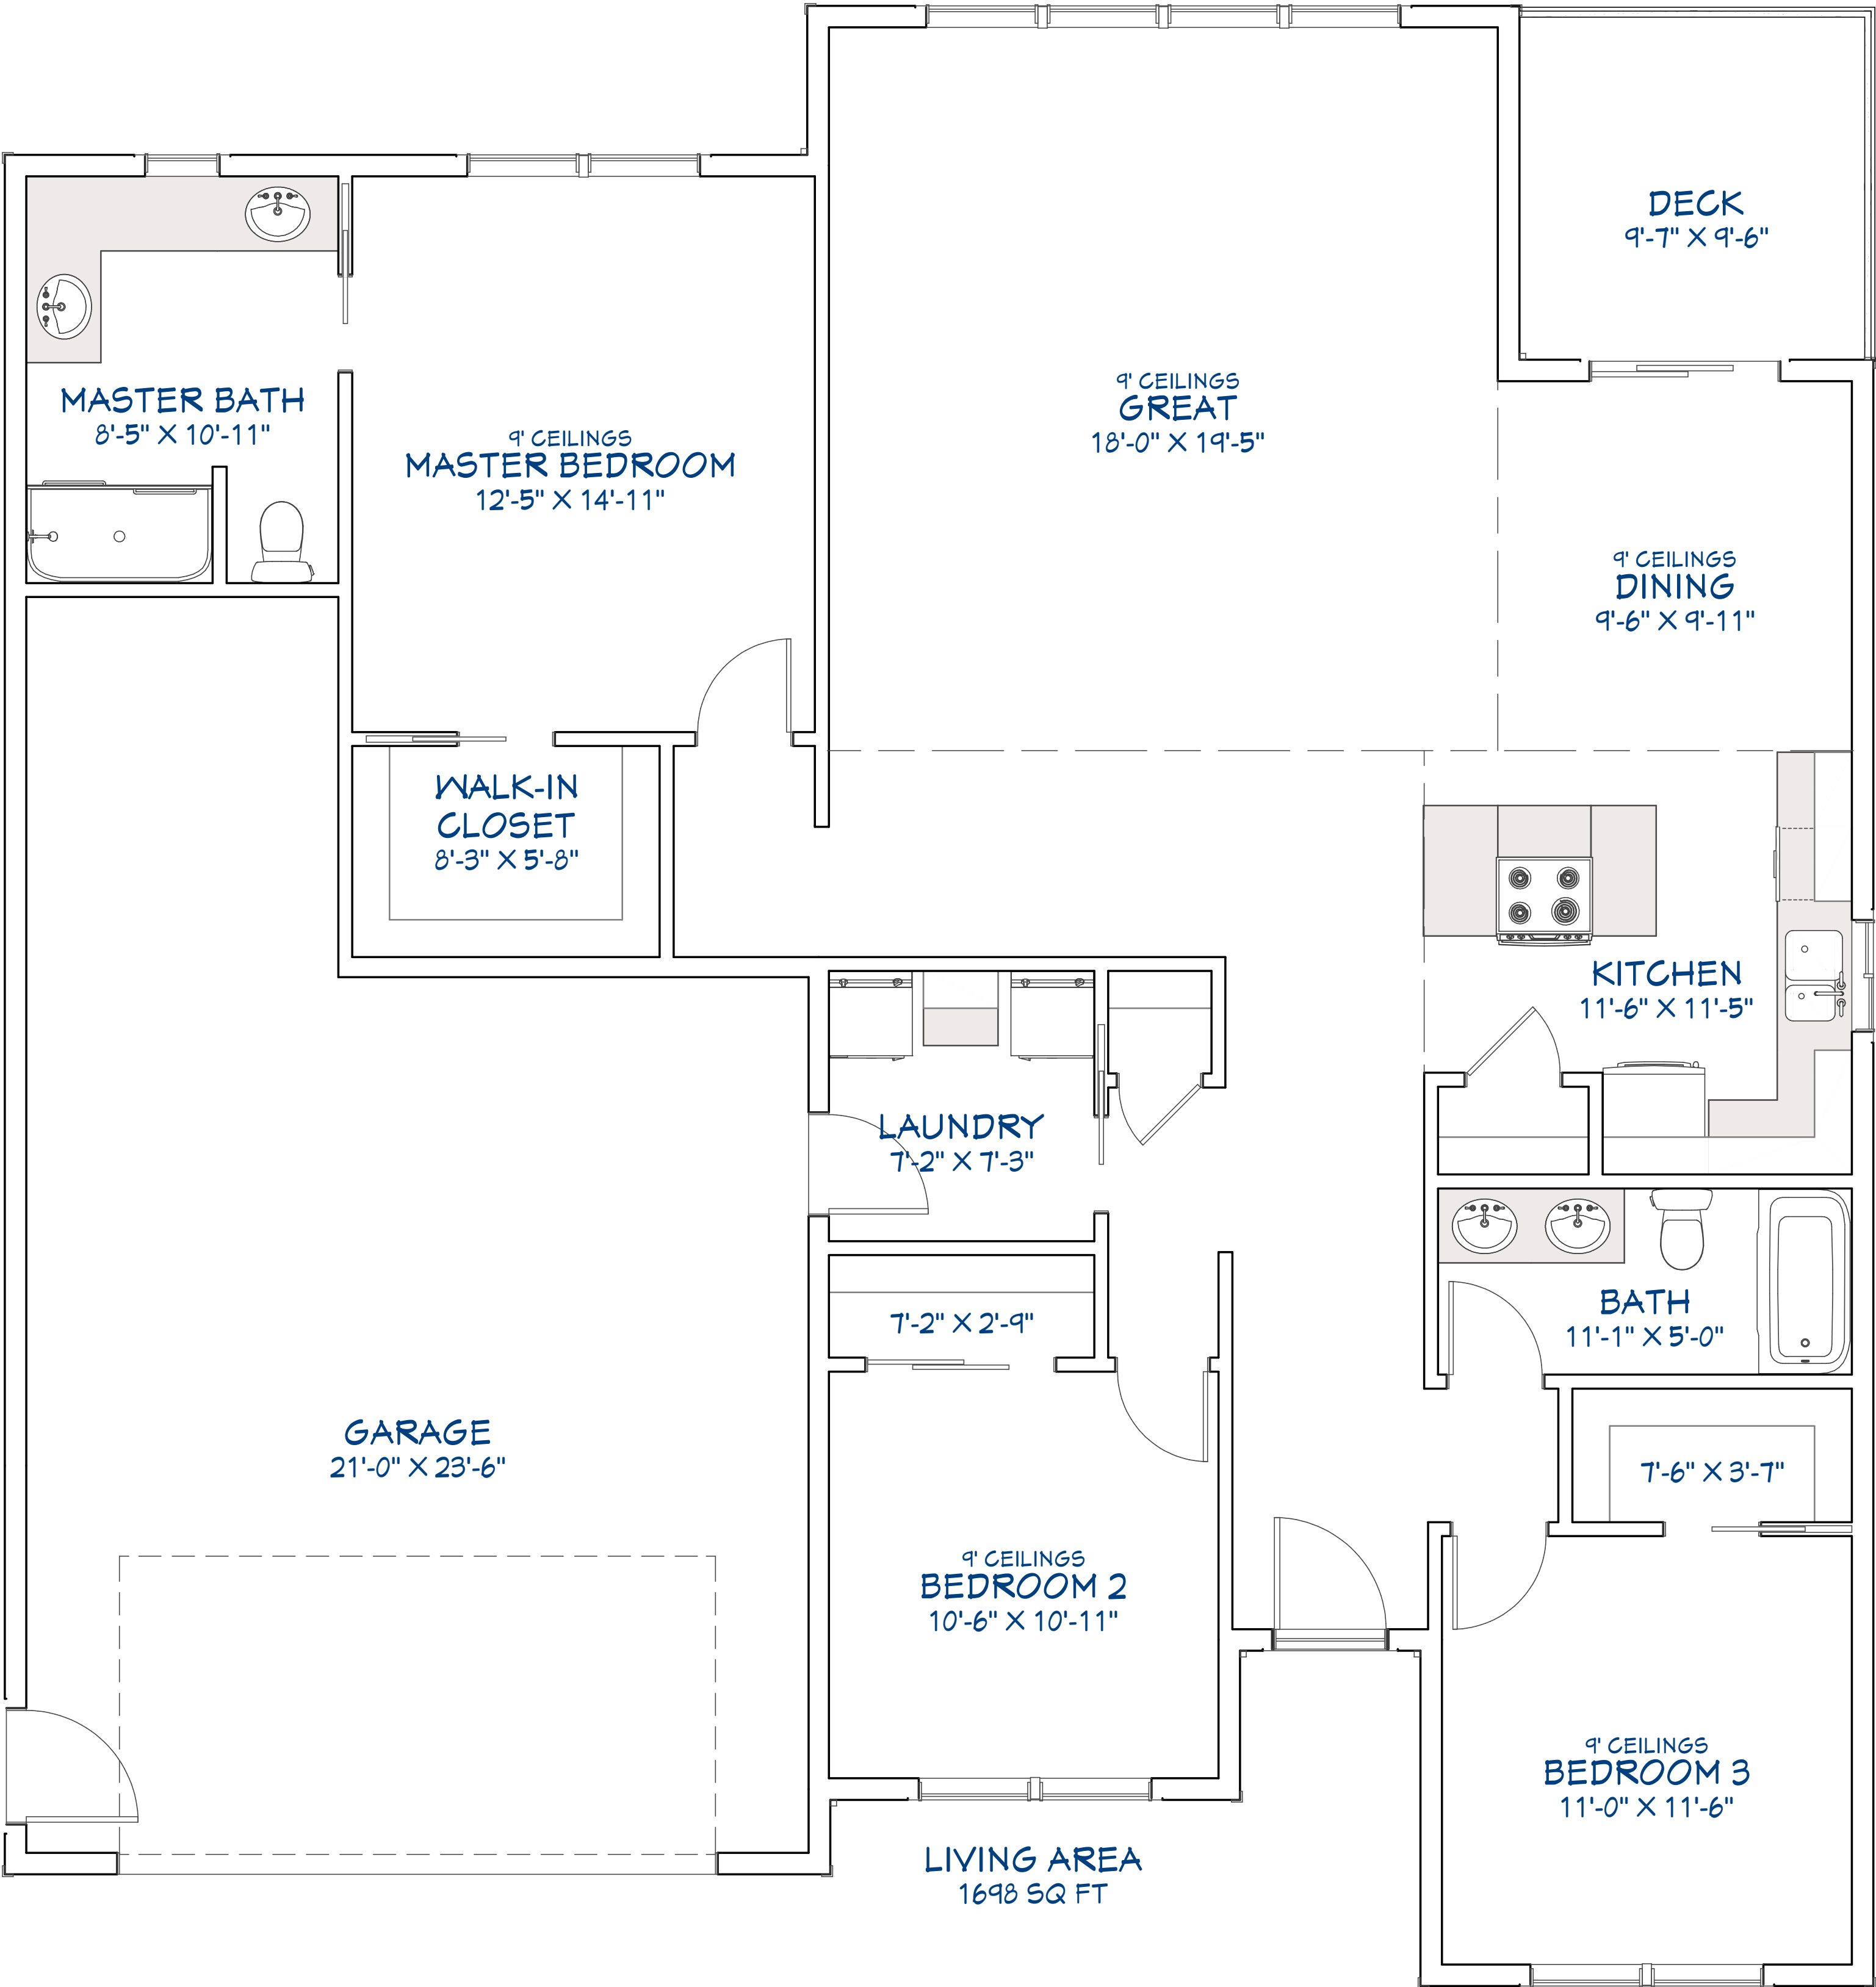 DECK
9'-7" X 9'-6"
MASTER BATH
8'-5" X 10'-11"
9' CEILINGS
MASTER BEDROOM
12'-5" X 14'-11"
9' CEILINGS
GREAT
18'-0" X 19'-5"
9' CEILINGS
DINING
9'-6" X 9'-11"
WALK-IN
CLOSET
8'-3" X 5'-8"
KITCHEN
11'-6" X 11'-5"
LAUNDRY
7'-2" X 7'-3"
7'-2" X 2'-9"
BATH
11'-1" X 5'-0"
GARAGE
21'-0" X 23'-6"
7'-6" X 3'-7"
9' CEILINGS
BEDROOM 2
10'-6" X 10'-11"
9' CEILINGS
BEDROOM 3
11'-0" X 11'-6"
LIVING AREA
1698 SQ FT